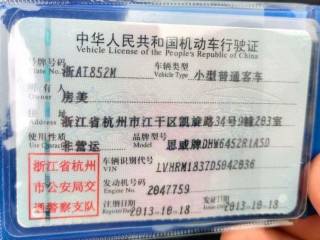 中华人民共和国机动车行驶证
Vehicle License of the People's Republic of China
号牌号码 浙AT852M 车辆类型 小型普通客车
Plate No. Vehicle Type
所有人 房美
Owner
住址 浙江省杭州市江干区凯旋路34号9幢203室
使用性质 非营运 品牌型号 思威牌DHW6452R1ASD
Use Character Model
浙江省杭州
市公安局交
通警察支队
车辆识别代号 LVHRM1837D5042036
VIN
发动机号码 2047759
Engine No.
注册日期 2013-10-18 发证日期 2013-10-18
Register Date Issue Date